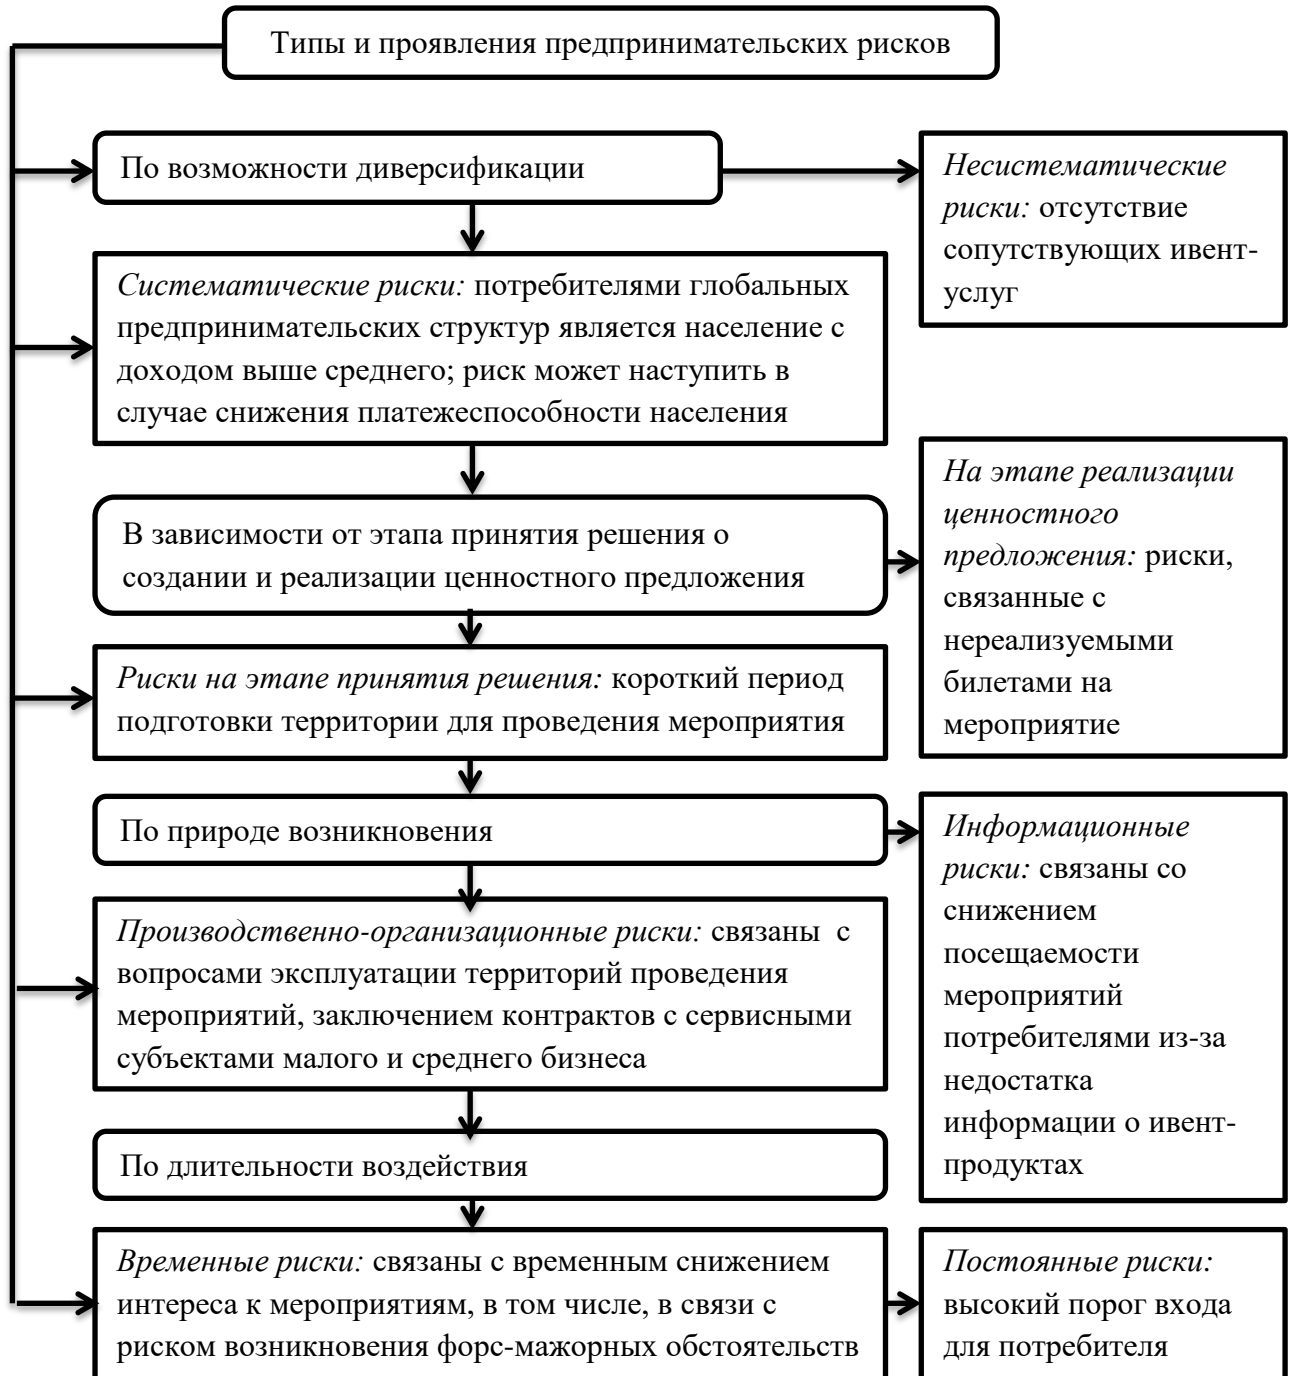 Типы и проявления предпринимательских рисков
По возможности диверсификации
Несистематические
риски: отсутствие
сопутствующих ивент-
услуг
Систематические риски: потребителями глобальных
предпринимательских структур является население с
доходом выше среднего; риск может наступить в
случае снижения платежеспособности населения
В зависимости от этапа принятия решения о
создании и реализации ценностного предложения
На этапе реализации
ценностного
предложения: риски,
связанные с
нереализуемыми
билетами на
мероприятие
Риски на этапе принятия решения: короткий период
подготовки территории для проведения мероприятия
По природе возникновения
Информационные
риски: связаны со
снижением
посещаемости
мероприятий
потребителями из-за
недостатка
информации о ивент-
продуктах
Производственно-организационные риски: связаны  с
вопросами эксплуатации территорий проведения
мероприятий, заключением контрактов с сервисными
субъектами малого и среднего бизнеса
По длительности воздействия
Временные риски: связаны с временным снижением
интереса к мероприятиям, в том числе, в связи с
риском возникновения форс-мажорных обстоятельств
Постоянные риски:
высокий порог входа
для потребителя